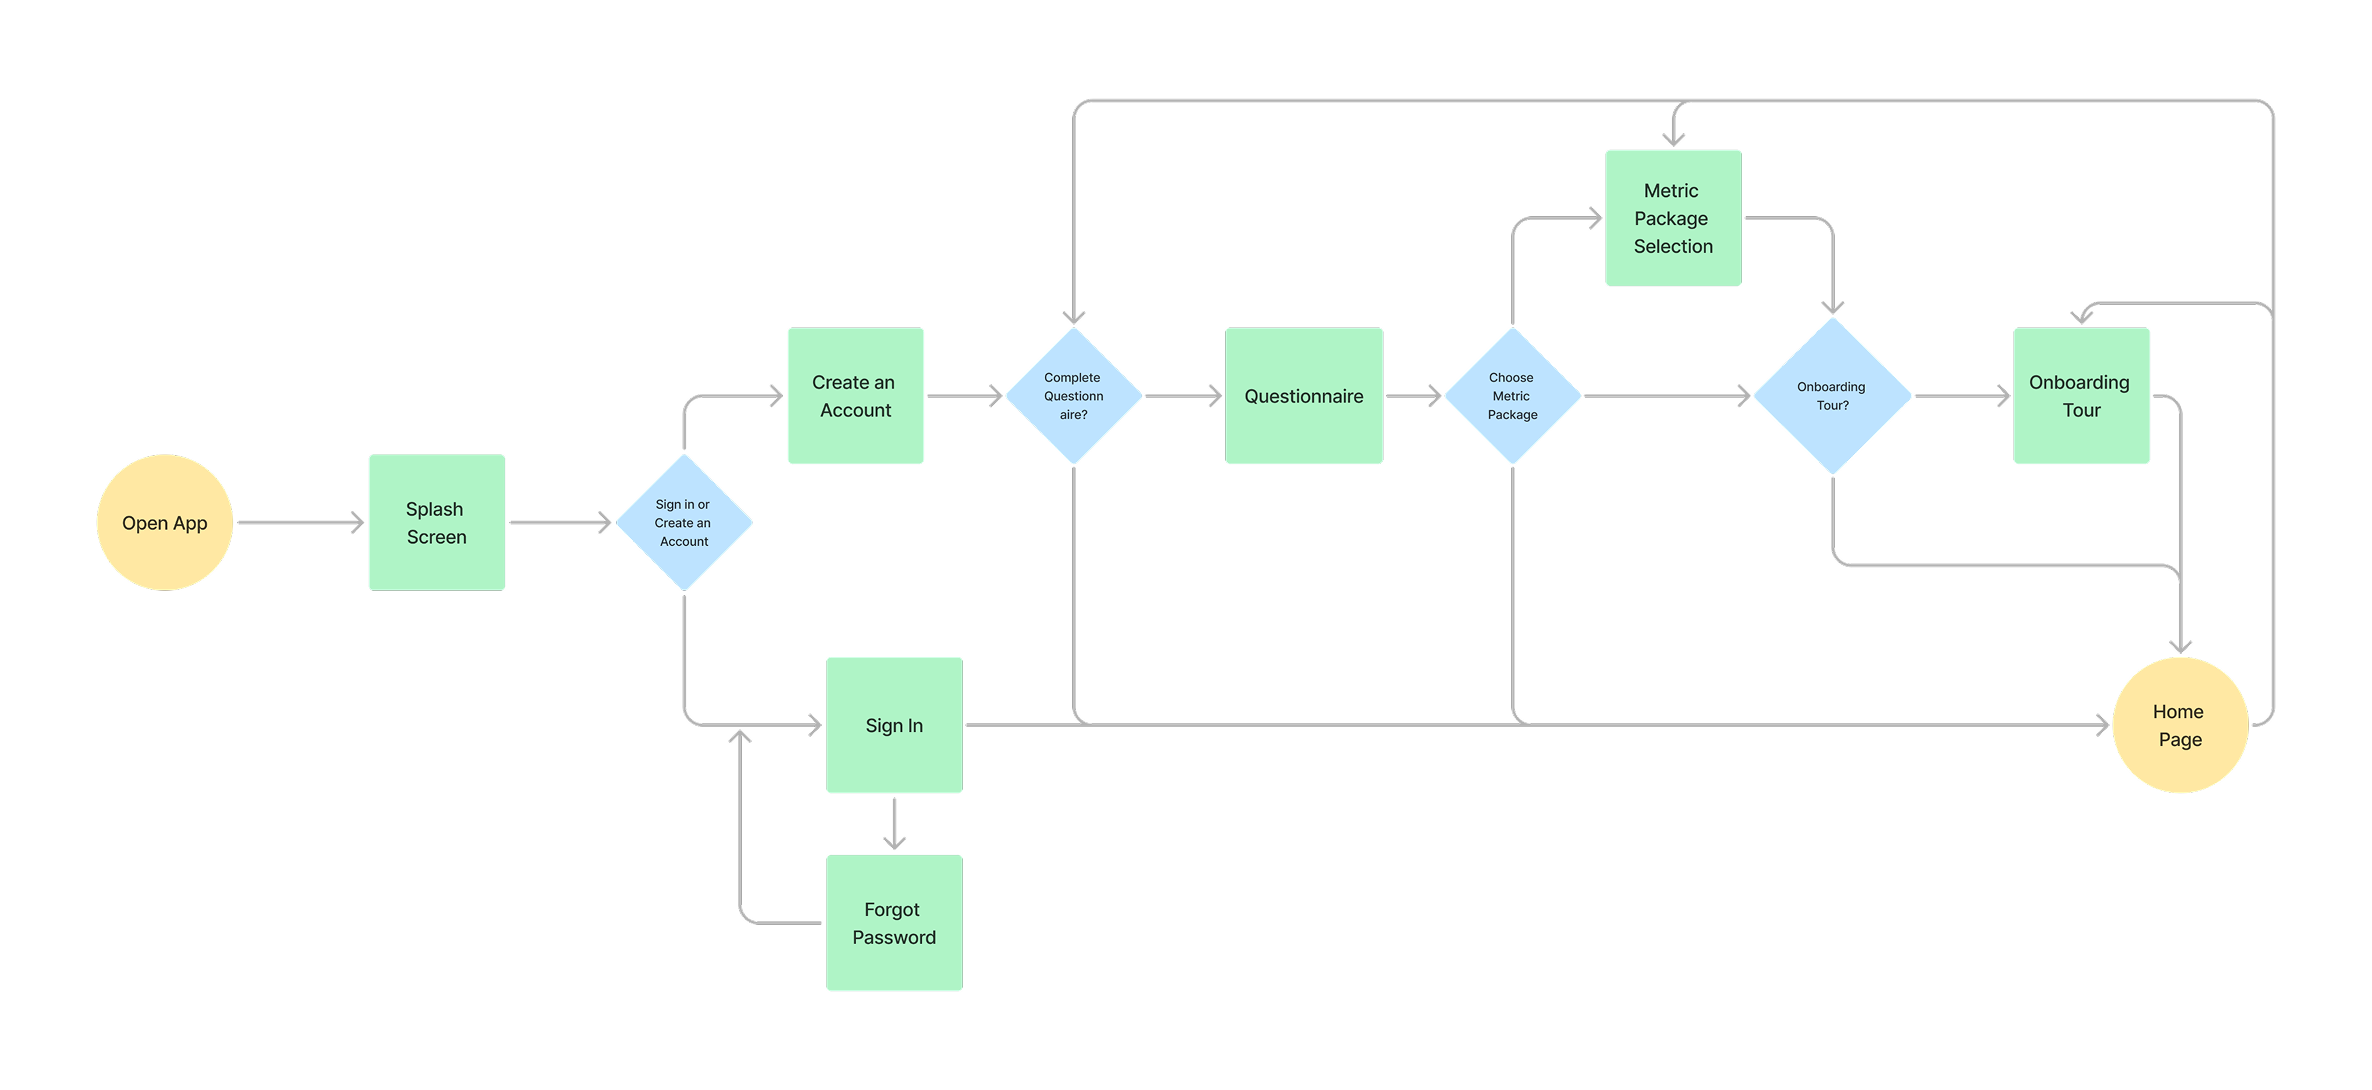 Open App
Splash
Screen
Sign in or
Create an
Account
Create an
Account
Sign In
Forgot
Password
Complete
Questionn
aire?
Questionnaire
Choose
Metric
Package
Metric
Package
Selection
Onboarding
Tour?
Onboarding
Tour
Home
Page